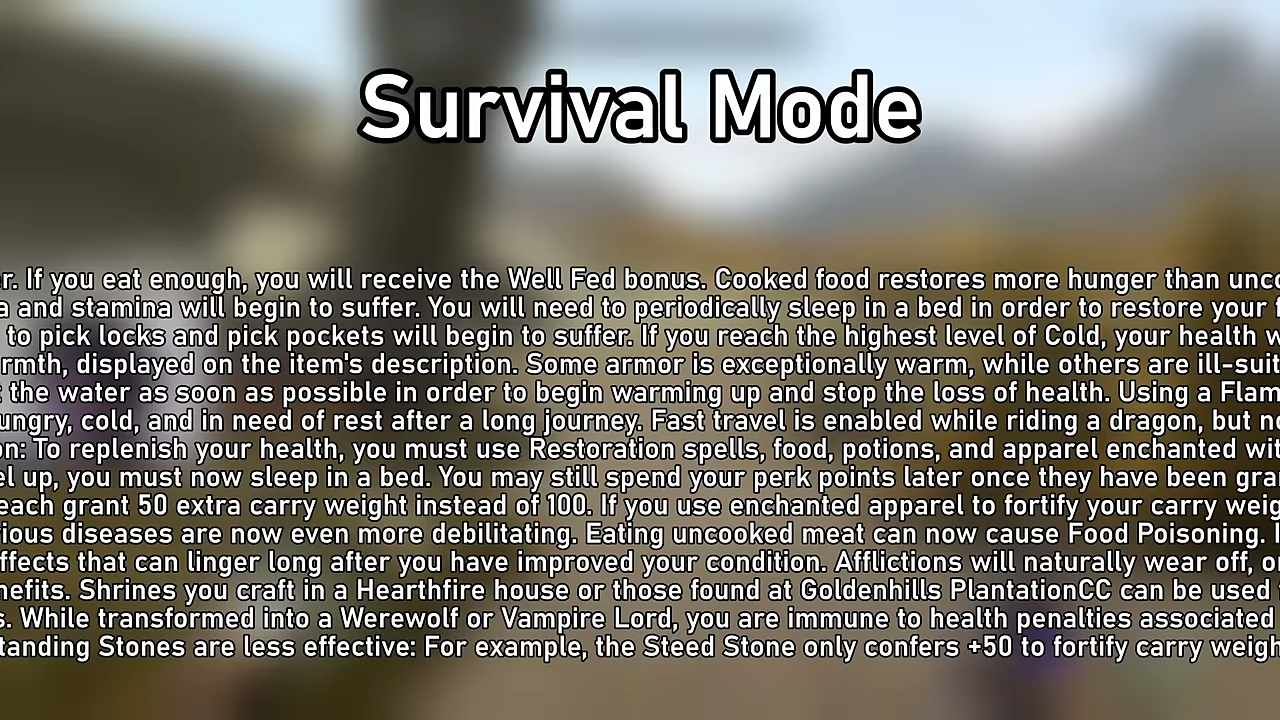 Survival Mode
r. If you eat enough, you will receive the Well Fed bonus. Cooked food restores more hunger than unco
a and stamina will begin to suffer. You will need to periodically sleep in a bed in order to restore your
to pick locks and pick pockets will begin to suffer. If you reach the highest level of Cold, your health w
rmth, displayed on the item's description. Some armor is exceptionally warm, while others are ill-suit
the water as soon as possible in order to begin warming up and stop the loss of health. Using a Flam
ungry, cold, and in need of rest after a long journey. Fast travel is enabled while riding a dragon, but no
on: To replenish your health, you must use Restoration spells, food, potions, and apparel enchanted wit
el up, you must now sleep in a bed. You may still spend your perk points later once they have been gra
each grant 50 extra carry weight instead of 100. If you use enchanted apparel to fortify your carry weig
ious diseases are now even more debilitating. Eating uncooked meat can now cause Food Poisoning.
ffects that can linger long after you have improved your condition. Afflictions will naturally wear off, o
nefits. Shrines you craft in a Hearthfire house or those found at Goldenhills PlantationCC can be used
s. While transformed into a Werewolf or Vampire Lord, you are immune to health penalties associated
tanding Stones are less effective: For example, the Steed Stone only confers +50 to fortify carry weigh